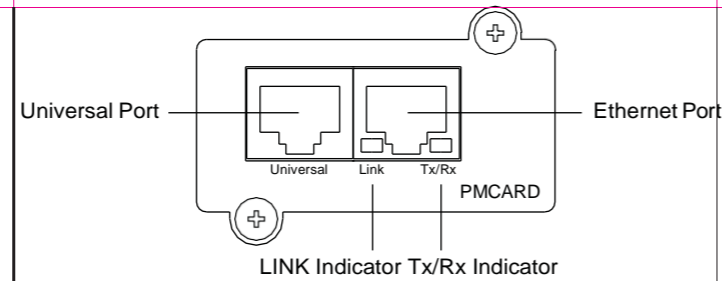 Universal Port
Ethernet Port
Universal
Link
Tx/Rx
PMCARD
LINK Indicator Tx/Rx Indicator